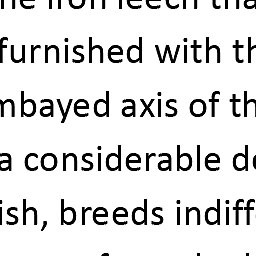 he iron leech tha
furnished with th
mbayed axis of th
a considerable de
ish, breeds indiff